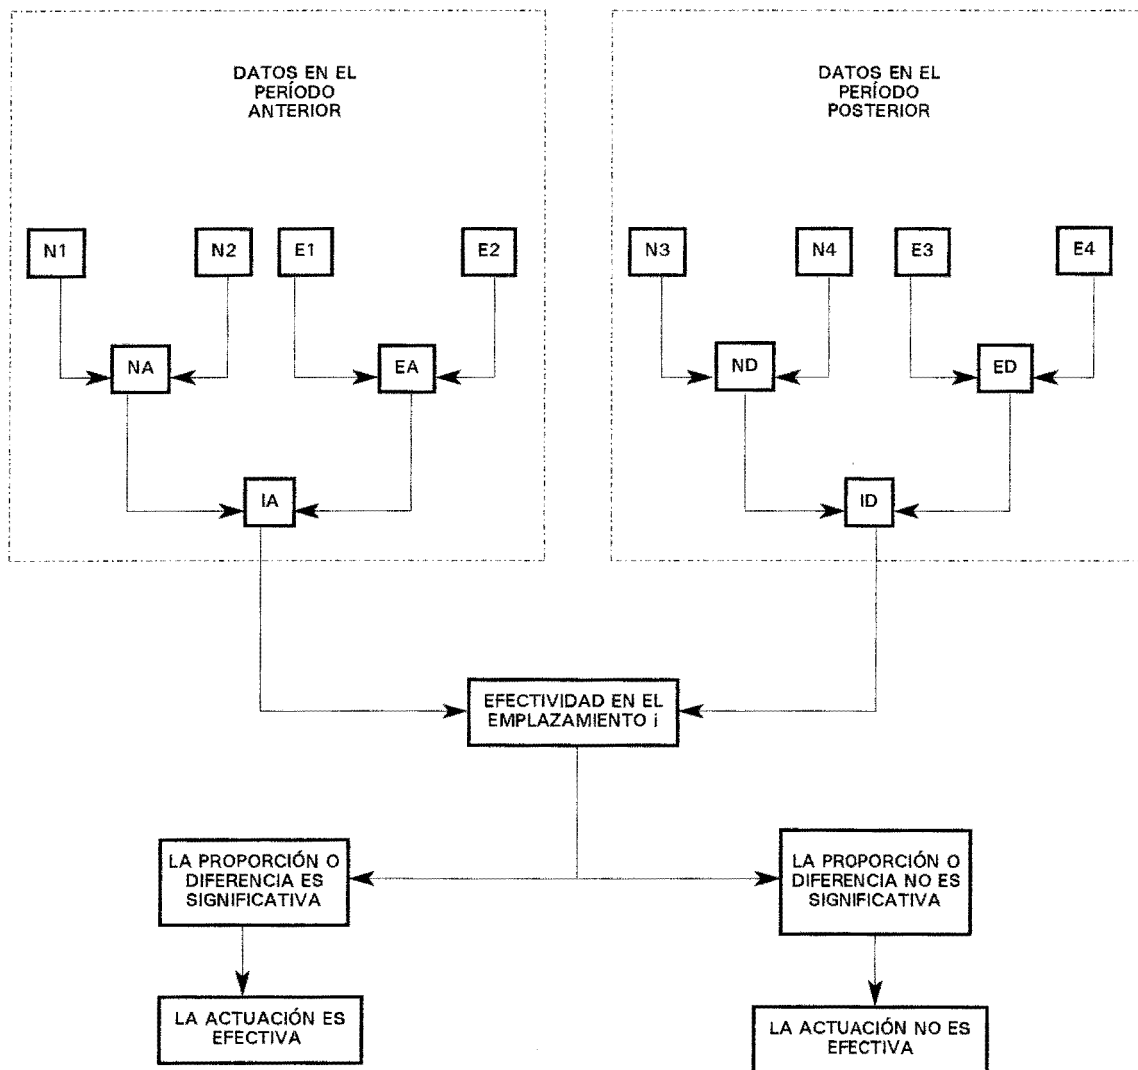 DATOS EN EL
PERÍODO
ANTERIOR
DATOS EN EL
PERÍODO
POSTERIOR
N1
N2
E1
E2
N3
N4
E3
E4
NA
EA
ND
ED
IA
ID
EFECTIVIDAD EN EL
EMPLAZAMIENTO i
LA PROPORCIÓN O
DIFERENCIA ES
SIGNIFICATIVA
LA PROPORCIÓN O
DIFERENCIA NO ES
SIGNIFICATIVA
LA ACTUACIÓN ES
EFECTIVA
LA ACTUACIÓN NO ES
EFECTIVA